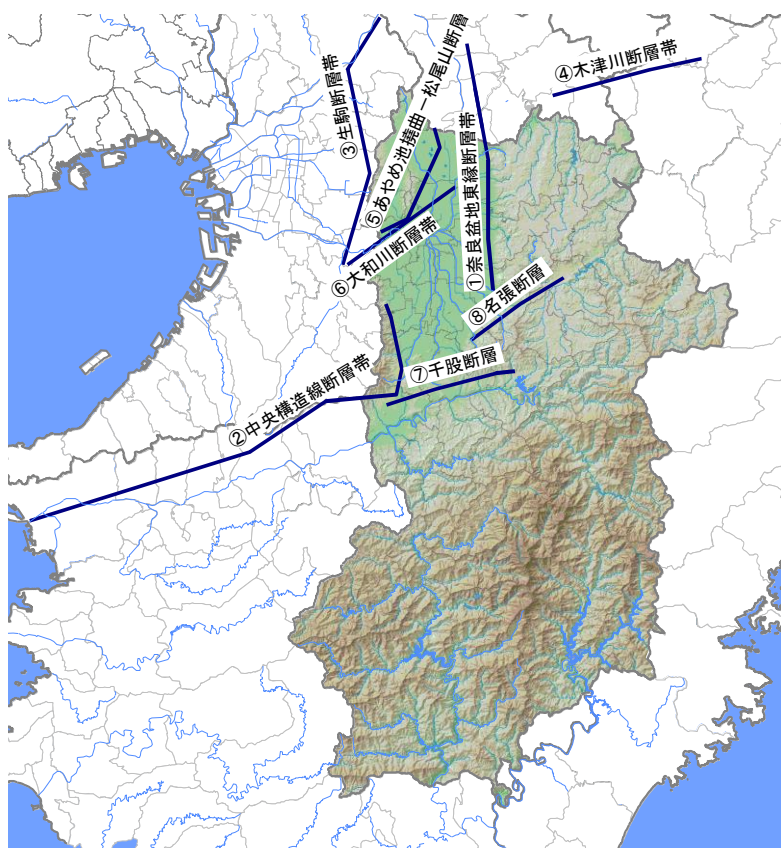 ①奈良盆地東縁断層帯
②中央構造線断層帯
③生駒断層帯
④木津川断層帯
⑤あやめ池撓曲－松尾山断層
⑥大和川断層帯
⑦千股断層
⑧名張断層